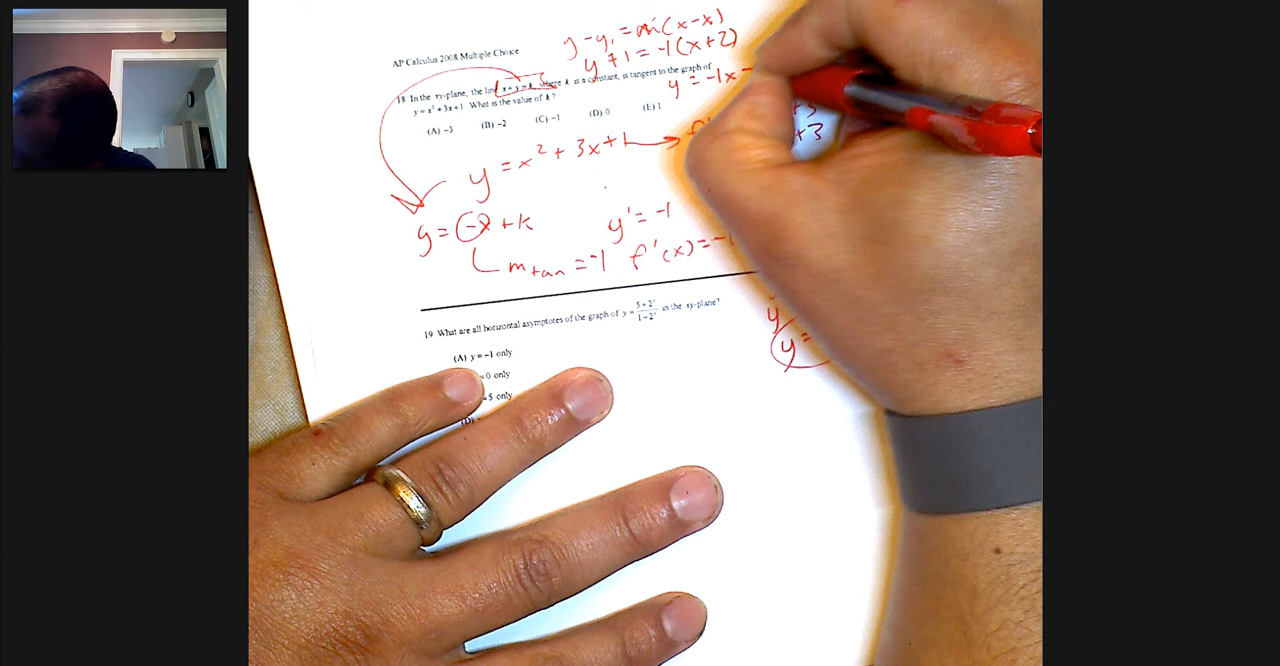 y - y₁ = m(x - x₁)
AP Calculus 2008 Multiple Choice
y + 1 = -1(x+2)
18 In the xy-plane, the line x + y = k, where k is a constant, is tangent to the graph of
y = x² + 3x + 1 What is the value of k?
y = -1x -
(A) -3 (B) -2 (C) -1 (D) 0 (E) 1
+3
y = x² + 3x + 1
y = -x + k
y' = -1
m tan = -1 f'(x) = -1
19 What are all horizontal asymptotes of the graph of y = (5 + 2ˣ)/(1 - 2ˣ) in the xy-plane?
y
y =
(A) y = -1 only
= 0 only
= 5 only